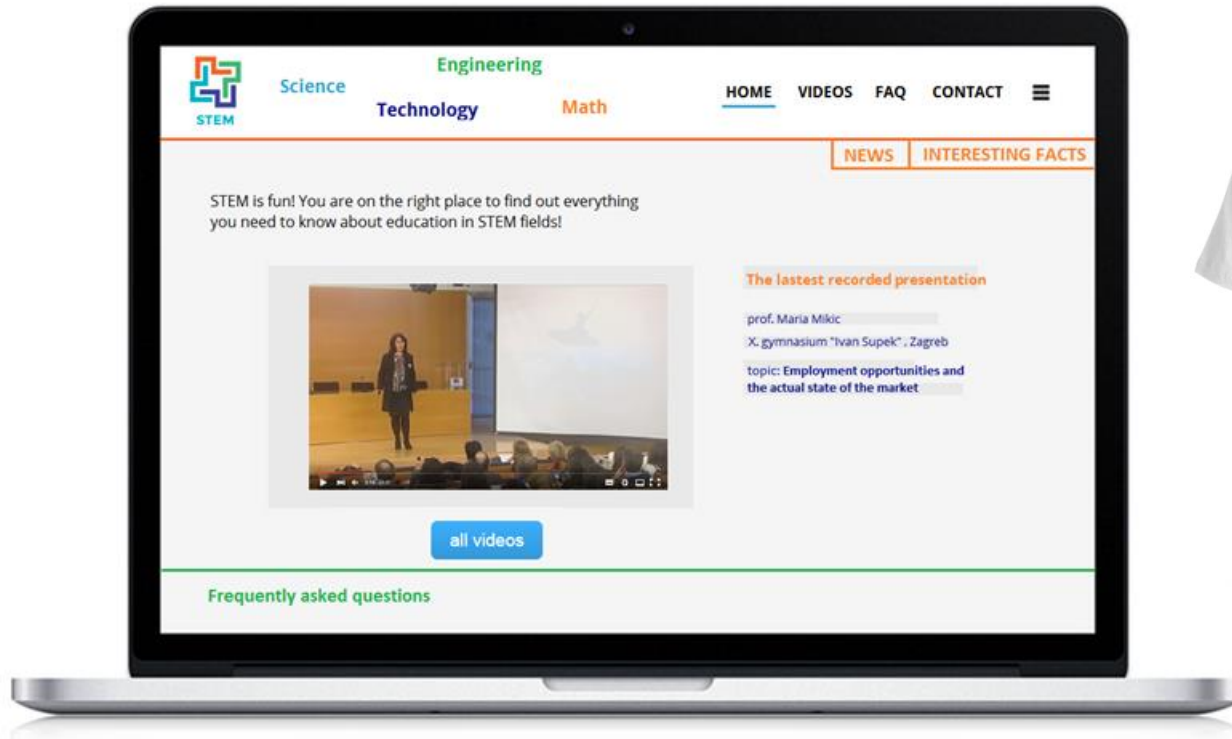 STEM
Science
Engineering
Technology
Math
HOME VIDEOS FAQ CONTACT
NEWS INTERESTING FACTS
STEM is fun! You are on the right place to find out everything
you need to know about education in STEM fields!
The lastest recorded presentation
prof. Maria Mikic
X. gymnasium "Ivan Supek" , Zagreb
topic: Employment opportunities and
the actual state of the market
all videos
Frequently asked questions